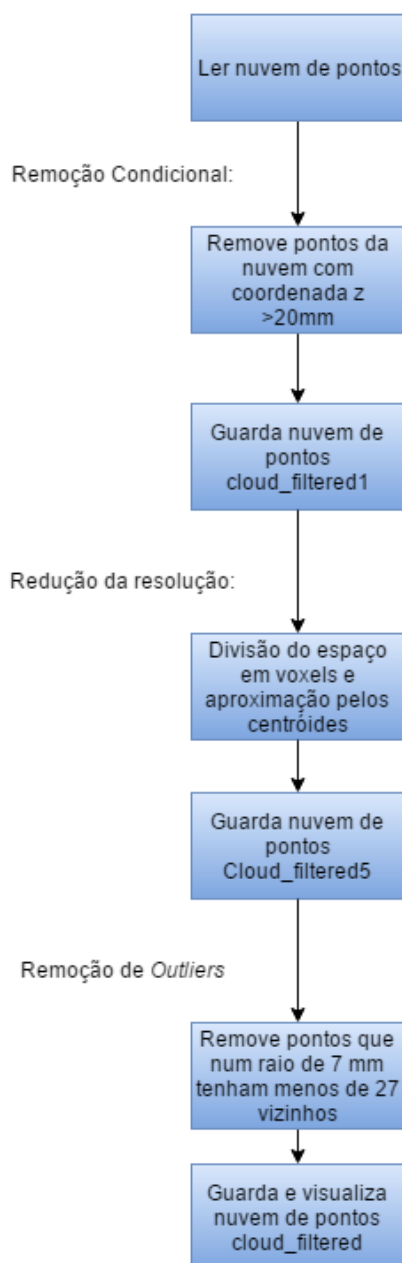 Ler nuvem de pontos
Remoção Condicional:
Remove pontos da
nuvem com
coordenada z
>20mm
Guarda nuvem de
pontos
cloud_filtered1
Redução da resolução:
Divisão do espaço
em voxels e
aproximação pelos
centróides
Guarda nuvem de
pontos
Cloud_filtered5
Remoção de Outliers
Remove pontos que
num raio de 7 mm
tenham menos de 27
vizinhos
Guarda e visualiza
nuvem de pontos
cloud_filtered